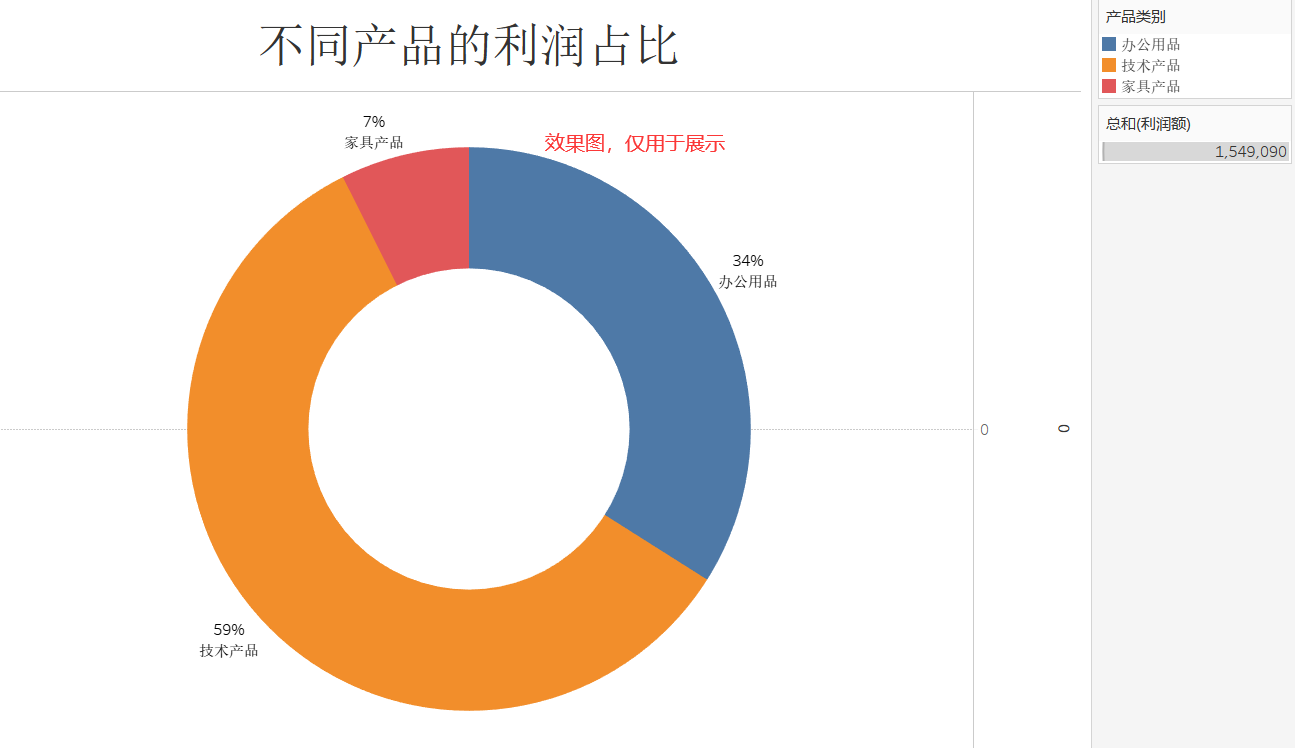 不同产品的利润占比
效果图，仅用于展示
7%
家具产品
34%
办公用品
59%
技术产品
0
0
产品类别
办公用品
技术产品
家具产品
总和(利润额)
1,549,090